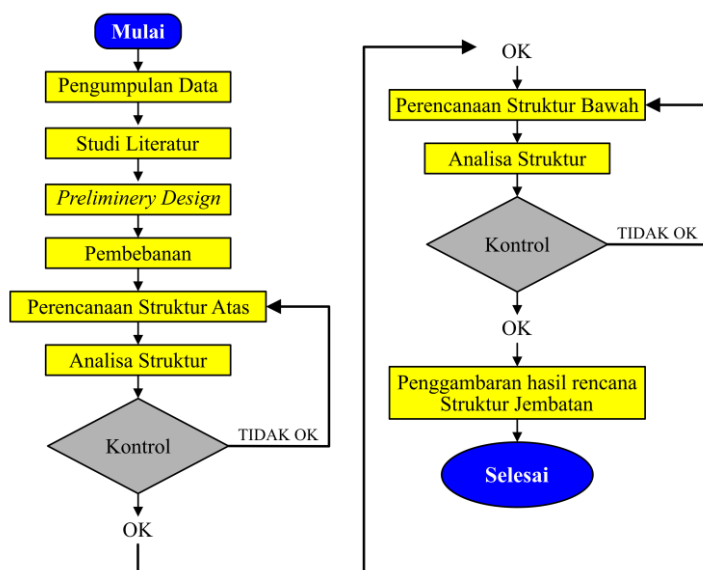 Mulai
Pengumpulan Data
Studi Literatur
Preliminery Design
Pembebanan
Perencanaan Struktur Atas
Analisa Struktur
Kontrol
TIDAK OK
OK
OK
Perencanaan Struktur Bawah
Analisa Struktur
Kontrol
TIDAK OK
OK
Penggambaran hasil rencana
Struktur Jembatan
Selesai